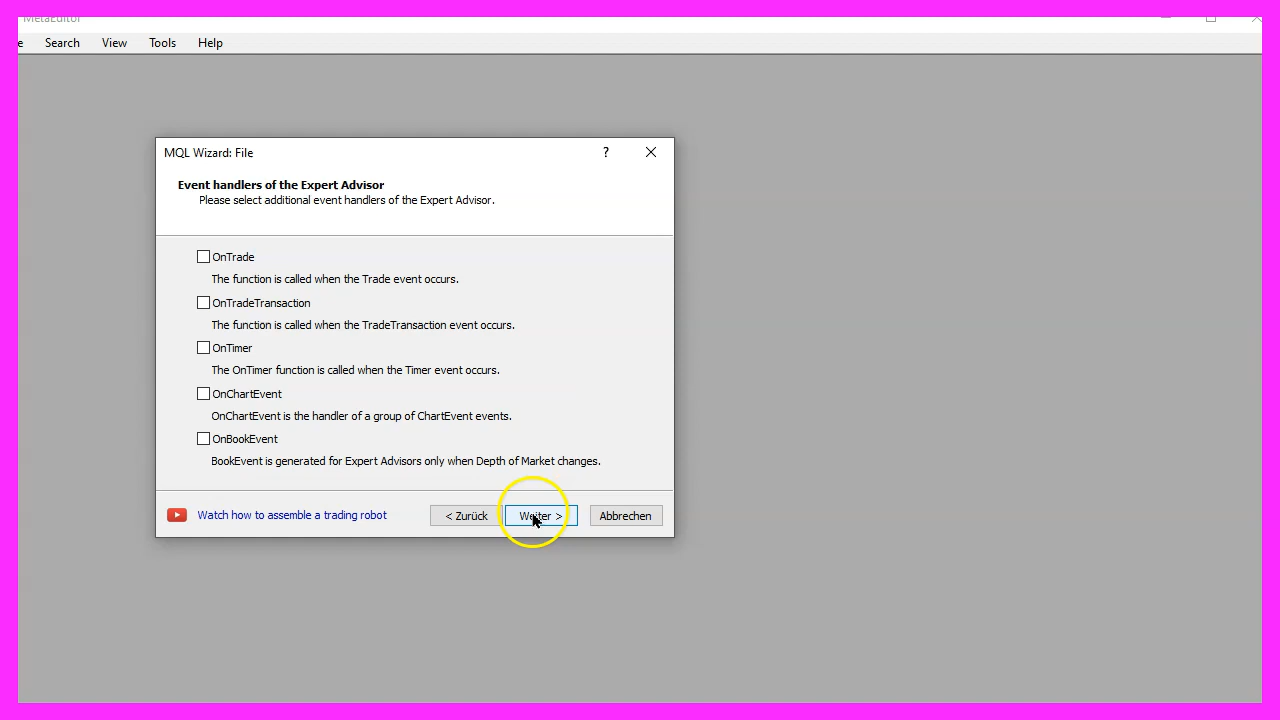 MetaEditor
e Search View Tools Help
MQL Wizard: File
Event handlers of the Expert Advisor
Please select additional event handlers of the Expert Advisor.
OnTrade
The function is called when the Trade event occurs.
OnTradeTransaction
The function is called when the TradeTransaction event occurs.
OnTimer
The OnTimer function is called when the Timer event occurs.
OnChartEvent
OnChartEvent is the handler of a group of ChartEvent events.
OnBookEvent
BookEvent is generated for Expert Advisors only when Depth of Market changes.
Watch how to assemble a trading robot
< Zurück Weiter > Abbrechen